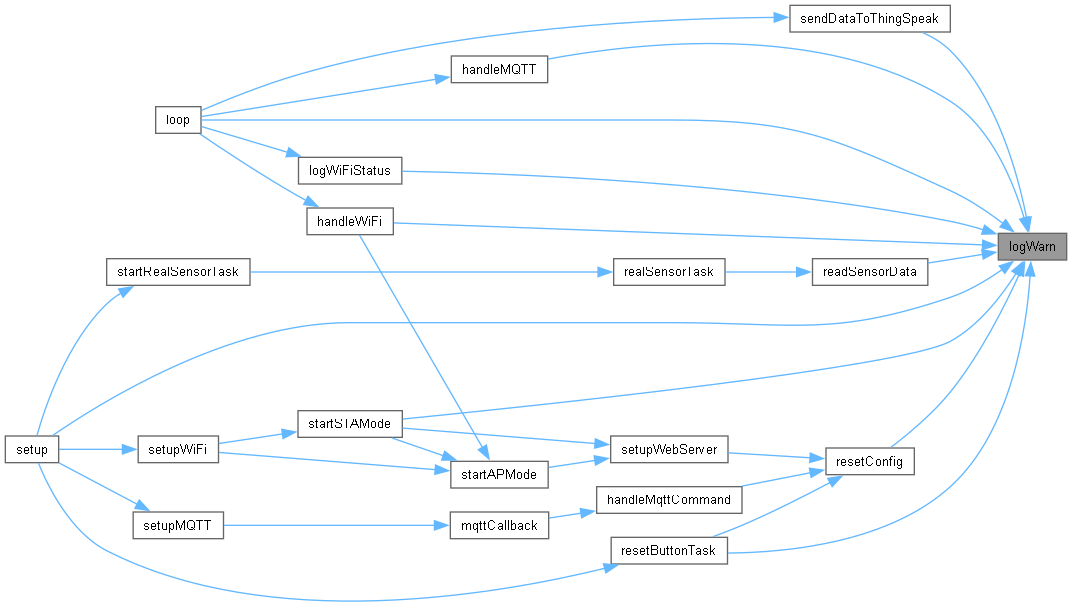 sendDataToThingSpeak
handleMQTT
loop
logWiFiStatus
handleWiFi
logWarn
startRealSensorTask
realSensorTask
readSensorData
startSTAMode
setup
setupWiFi
setupWebServer
resetConfig
startAPMode
handleMqttCommand
setupMQTT
mqttCallback
resetButtonTask